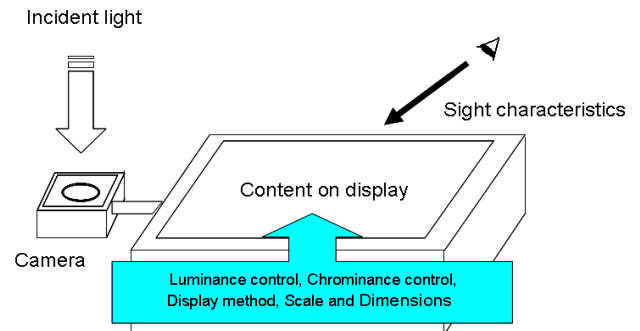 Incident light
Sight characteristics
Content on display
Camera
Luminance control, Chrominance control,
Display method, Scale and Dimensions